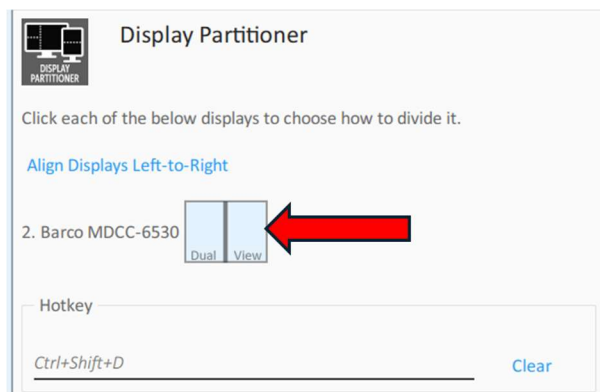 Display Partitioner
DISPLAY
PARTITIONER
Click each of the below displays to choose how to divide it.
Align Displays Left-to-Right
2. Barco MDCC-6530
Dual View
Hotkey
Ctrl+Shift+D
Clear